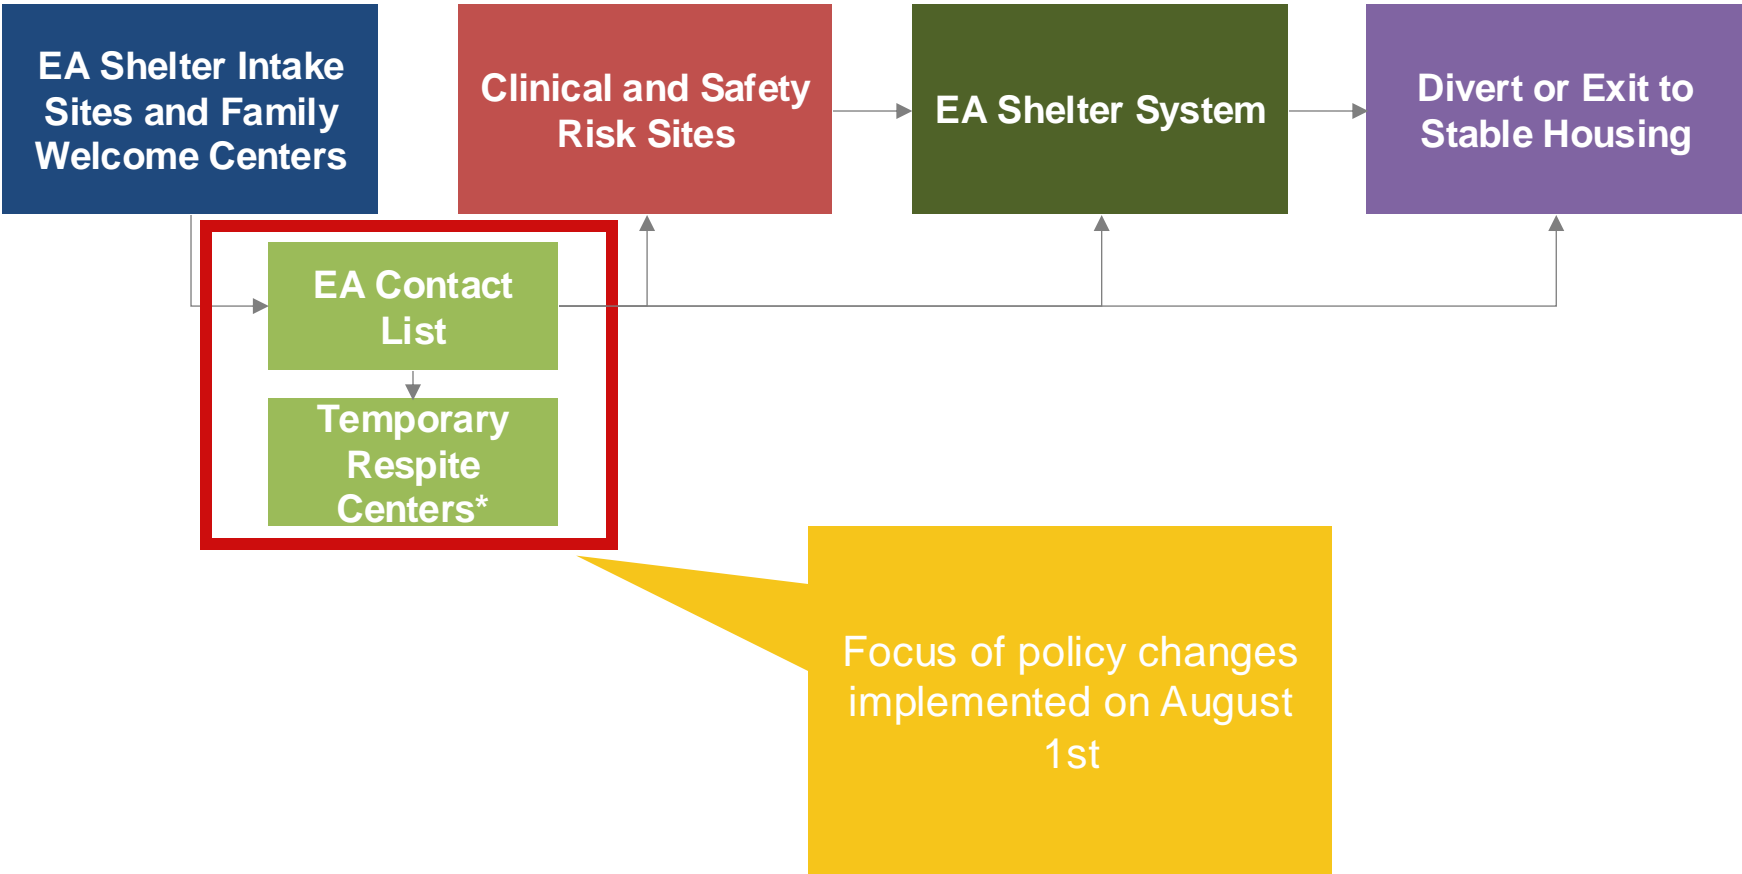 EA Shelter Intake
Sites and Family
Welcome Centers
Clinical and Safety
Risk Sites
EA Shelter System
Divert or Exit to
Stable Housing
EA Contact
List
Temporary
Respite
Centers*
Focus of policy changes
implemented on August
1st